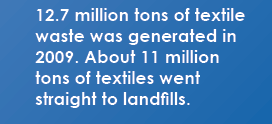 12.7 million tons of textile
waste was generated in
2009. About 11 million
tons of textiles went
straight to landfills.